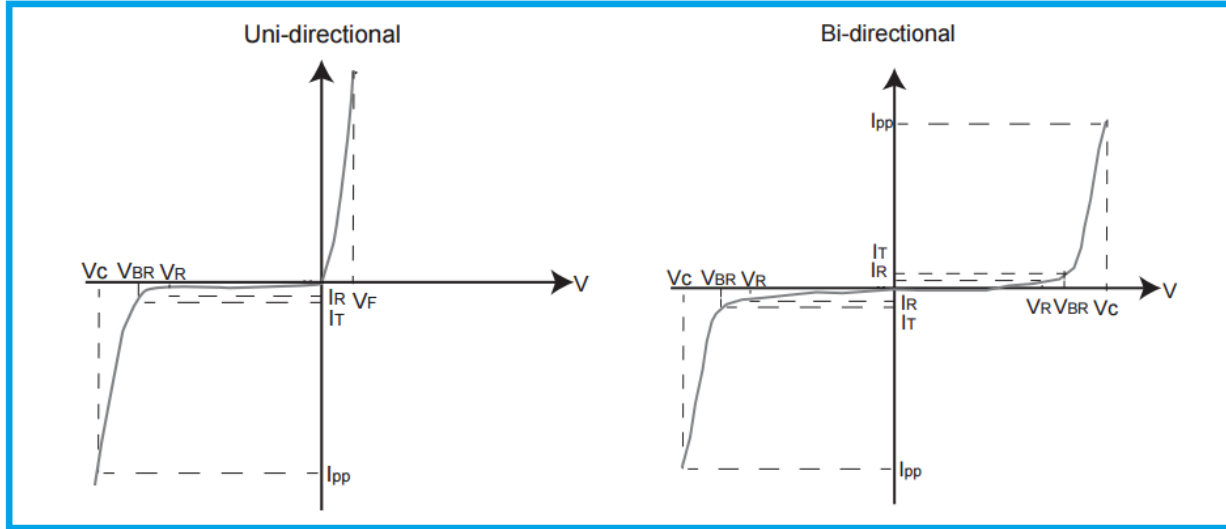 Uni-directional
Vc VBR VR V
IR VF
IT
Ipp
Bi-directional
Ipp
IT
IR
Vc VBR VR V
IR VR VBR Vc
IT
Ipp